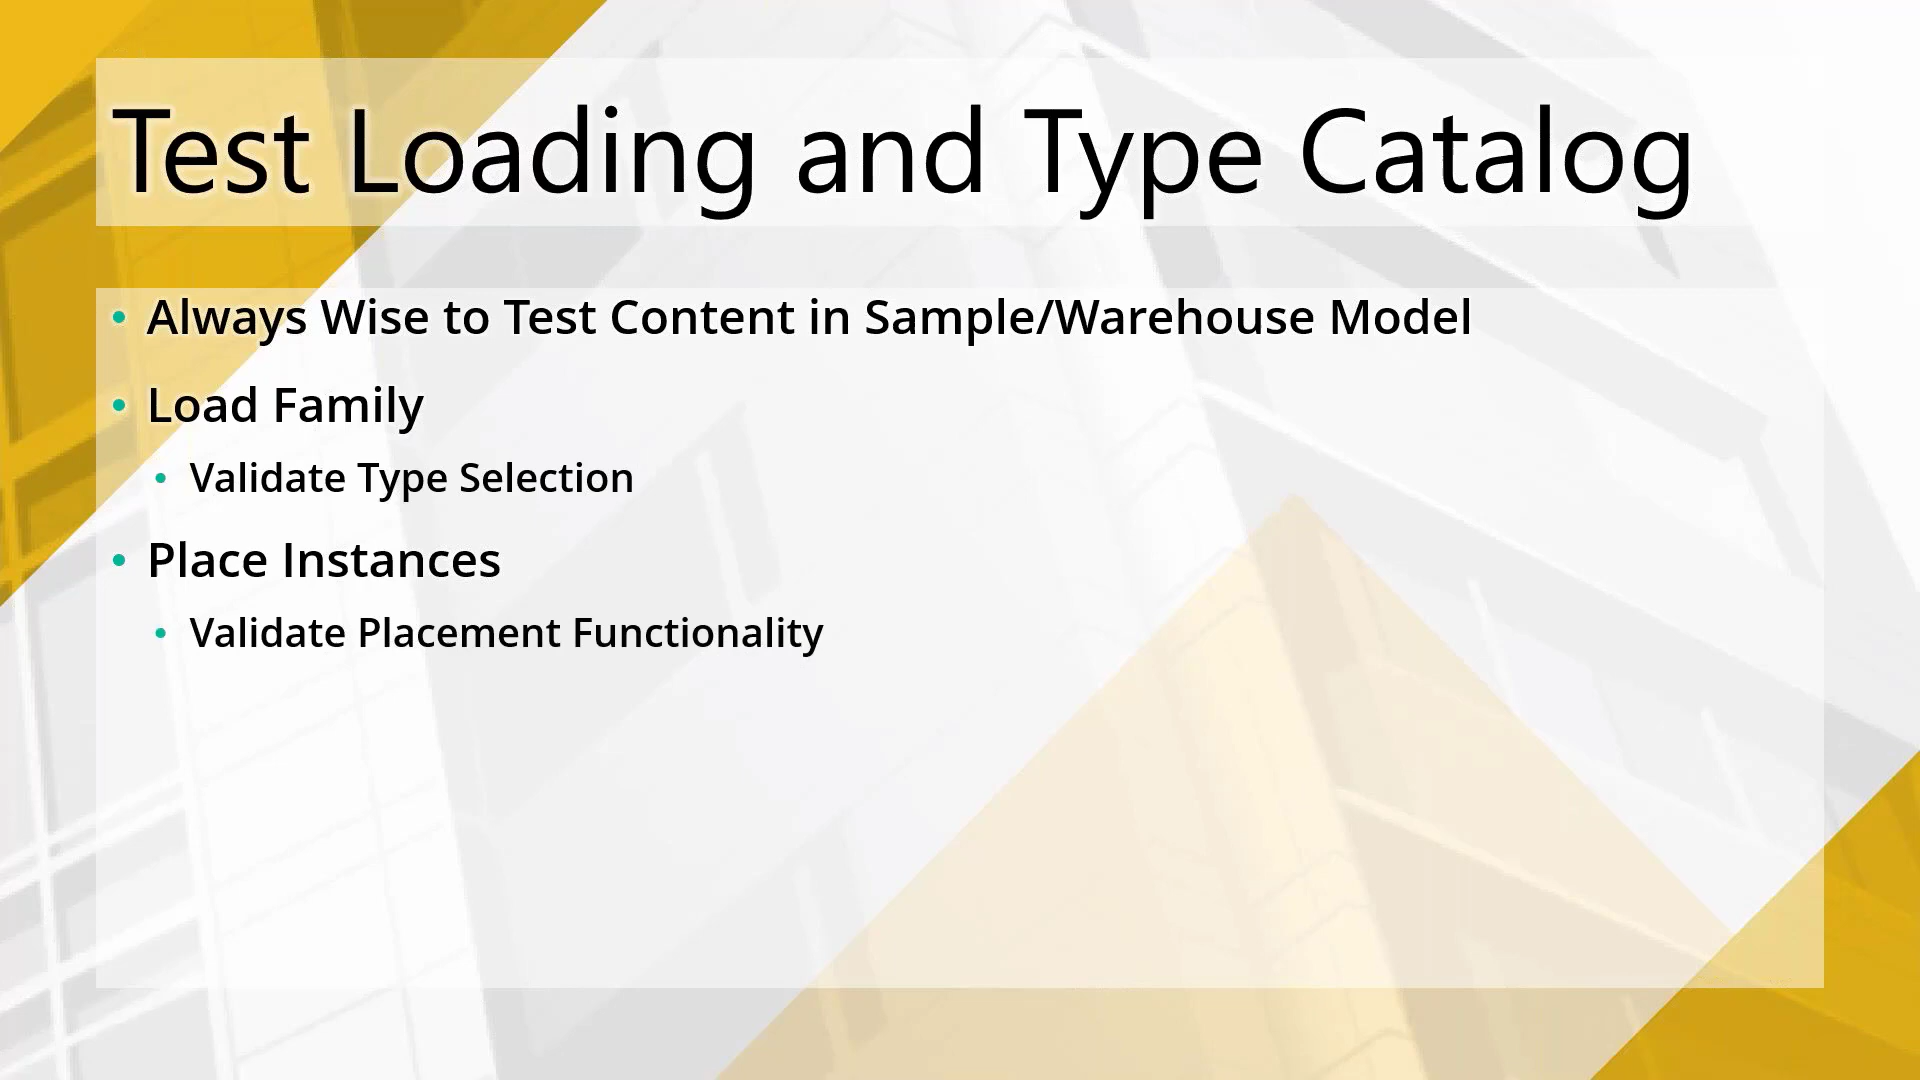 Test Loading and Type Catalog
• Always Wise to Test Content in Sample/Warehouse Model
• Load Family
• Validate Type Selection
• Place Instances
• Validate Placement Functionality